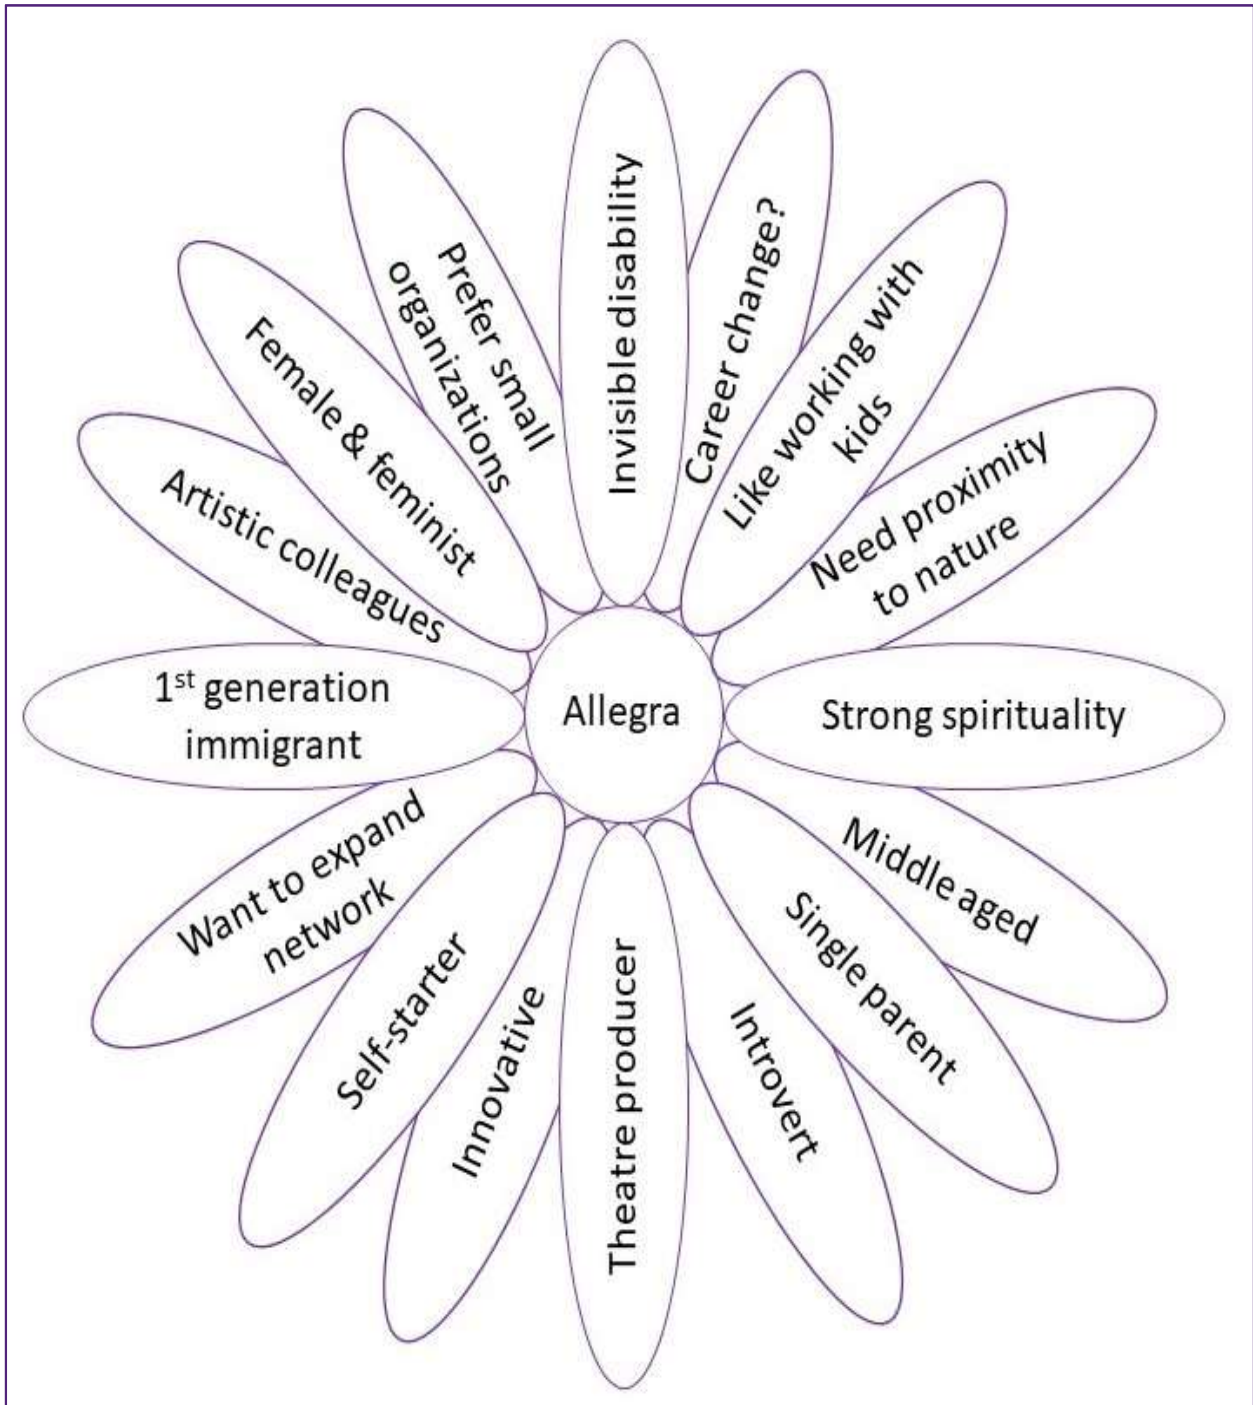 Invisible disability
Career change?
Like working with
kids
Need proximity
to nature
Strong spirituality
Middle aged
Single parent
Introvert
Theatre producer
Innovative
Self-starter
Want to expand
network
1st generation
immigrant
Artistic colleagues
Female & feminist
Prefer small
organizations
Allegra